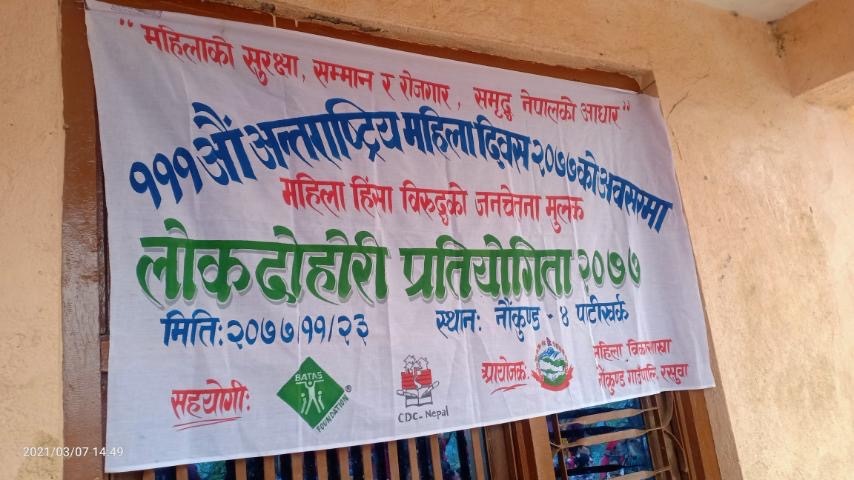 "महिलाको सुरक्षा, सम्मान र रोजगार, समृद्ध नेपालको आधार"
१११ औं अन्तराष्ट्रिय महिला दिवस २०७७ को अवसरमा
महिला हिंसा विरुद्धको जनचेतना मुलक
लोकदोहोरी प्रतियोगिता २०७७
मिति: २०७७/११/२३
स्थान: नौकुण्ड - ४ पाटीखर्क
सहयोगी:
BATAS
FOUNDATION
®
CDC-Nepal
आयोजक:
महिला विकास शाखा
नौकुण्ड गाउँपालिका, रसुवा
2021/03/07 14:49